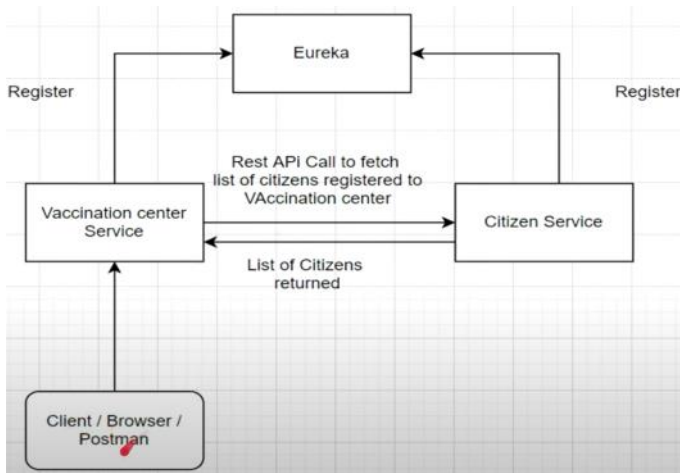 Eureka
Register
Register
Rest APi Call to fetch
list of citizens registered to
VAccination center
Vaccination center
Service
Citizen Service
List of Citizens
returned
Client / Browser /
Postman